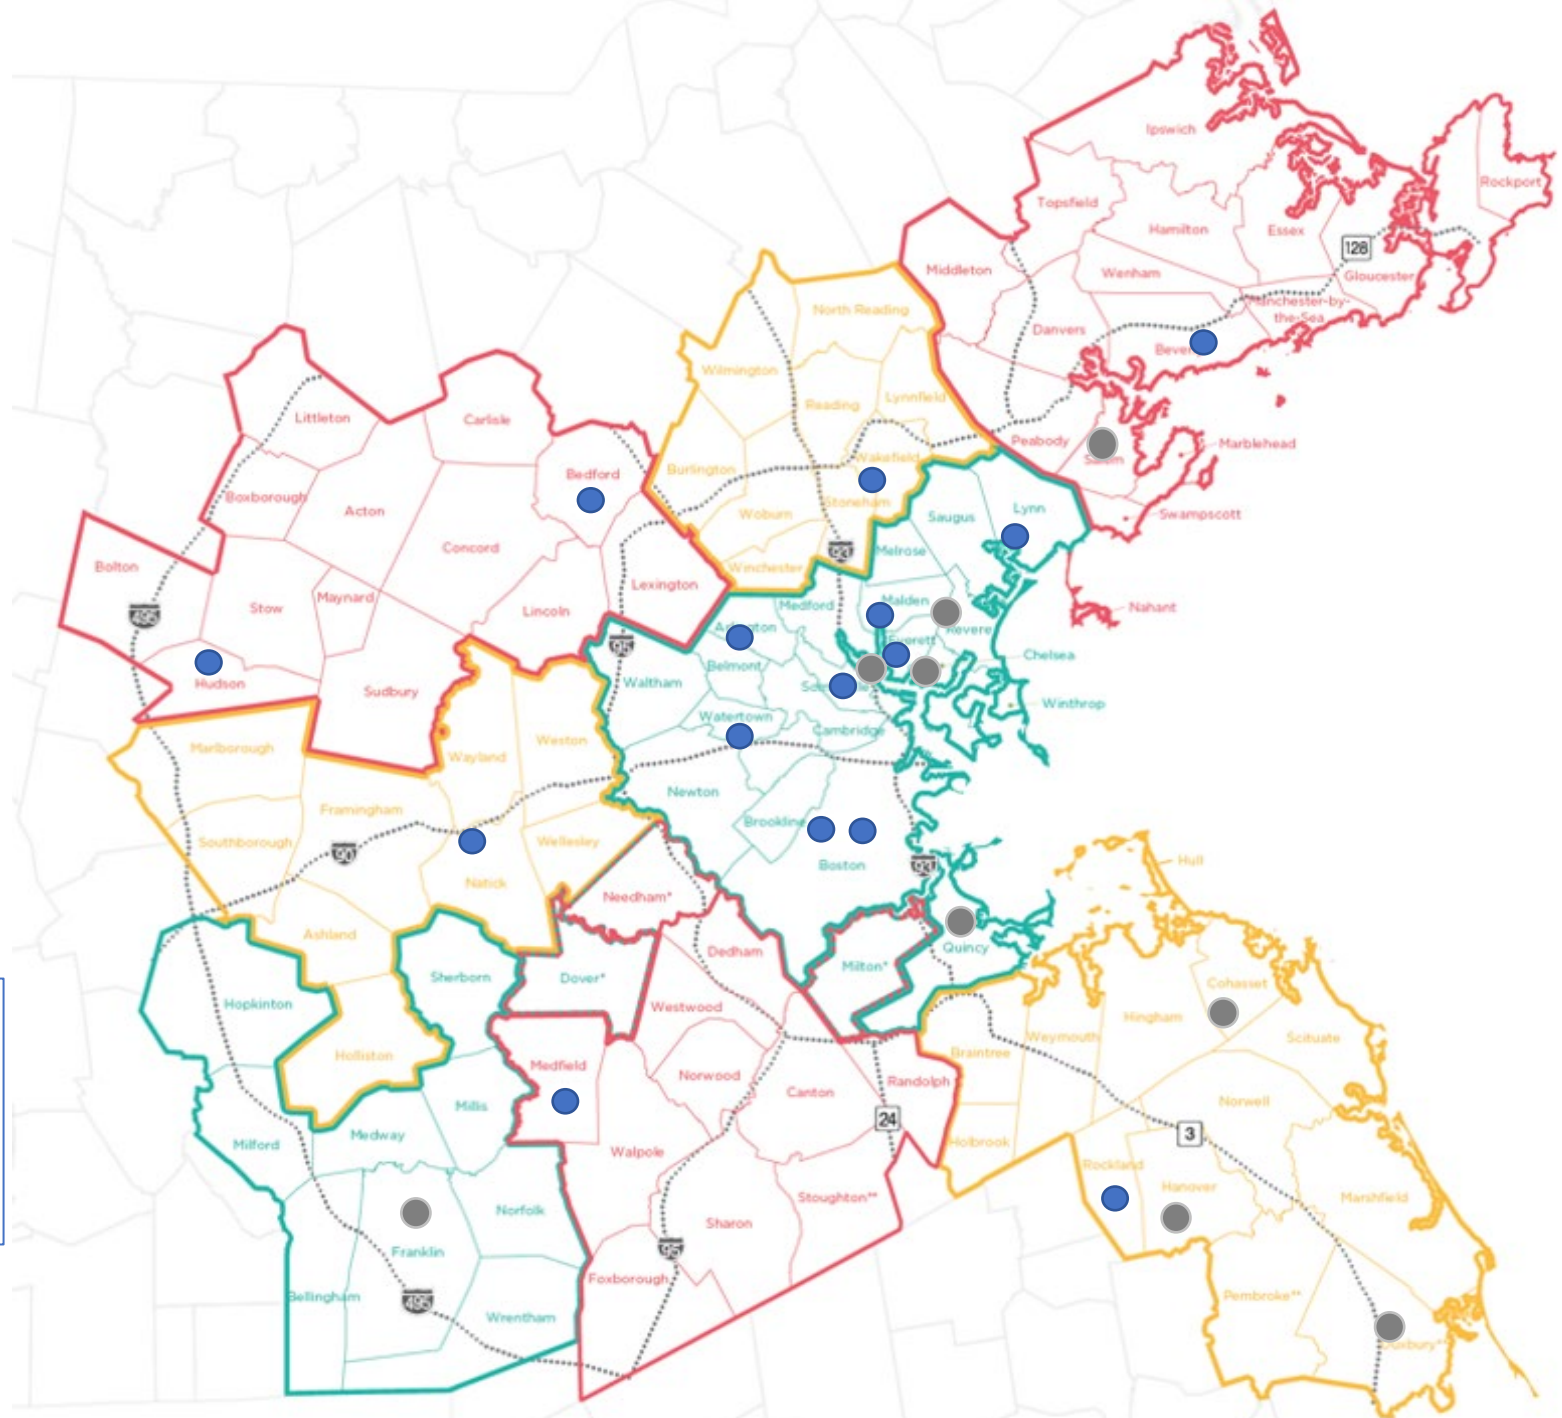 Ipswich
Rockport
Topsfield
Hamilton
Essex
128
Middleton
Wenham
Gloucester
Manchester-by-
the-Sea
North Reading
Danvers
Wilmington
Reading
Lynnfield
Littleton
Carlisle
Peabody
Marblehead
Burlington
Wakefield
Bedford
Boxborough
Acton
Stoneham
Woburn
Saugus
Lynn
Swampscott
Concord
93
Melrose
Bolton
Winchester
Lexington
Stow
Maynard
Lincoln
Medford
Malden
Nahant
495
Revere
Everett
95
Chelsea
Belmont
Hudson
Sudbury
Waltham
Winthrop
Watertown
Cambridge
Marlborough
Wayland
Weston
Newton
Framingham
Brookline
Southborough
90
Wellesley
Boston
93
Hull
Natick
Needham*
Ashland
Quincy
Dedham
Milton*
Sherborn
Dover*
Cohasset
Hopkinton
Westwood
Hingham
Scituate
Weymouth
Holliston
Medfield
Braintree
Norwood
Canton
Randolph
Millis
Norwell
24
3
Milford
Medway
Holbrook
Walpole
Rockland
Hanover
Stoughton**
Marshfield
Norfolk
Sharon
Franklin
95
Foxborough
Bellingham
495
Pembroke**
Wrentham